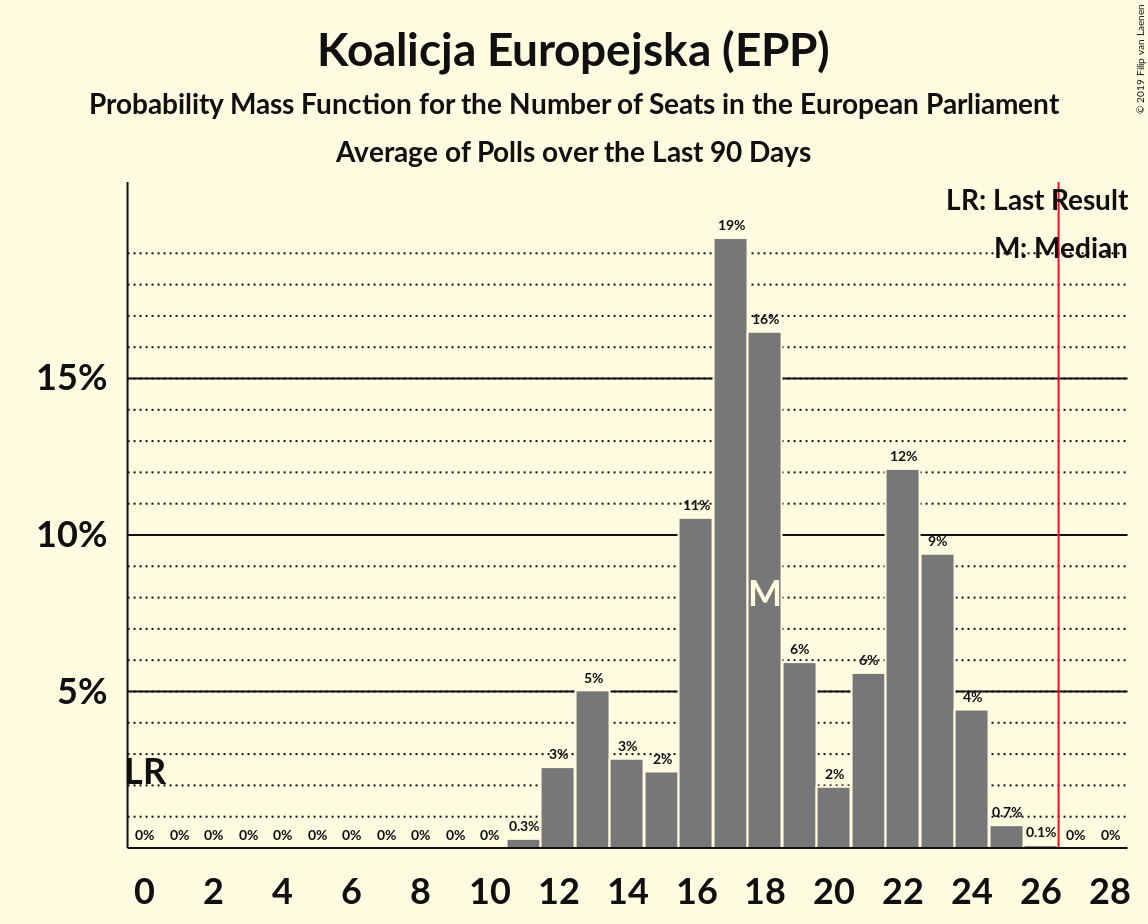 Koalicja Europejska (EPP)
Probability Mass Function for the Number of Seats in the European Parliament
Average of Polls over the Last 90 Days
© 2019 Filip van Laenen
LR: Last Result
M: Median
15%
10%
5%
LR
M
0% 0% 0% 0% 0% 0% 0% 0% 0% 0% 0% 0.3% 3% 5% 3% 2% 11% 19% 16% 6% 2% 6% 12% 9% 4% 0.7% 0.1% 0% 0%
0 2 4 6 8 10 12 14 16 18 20 22 24 26 28